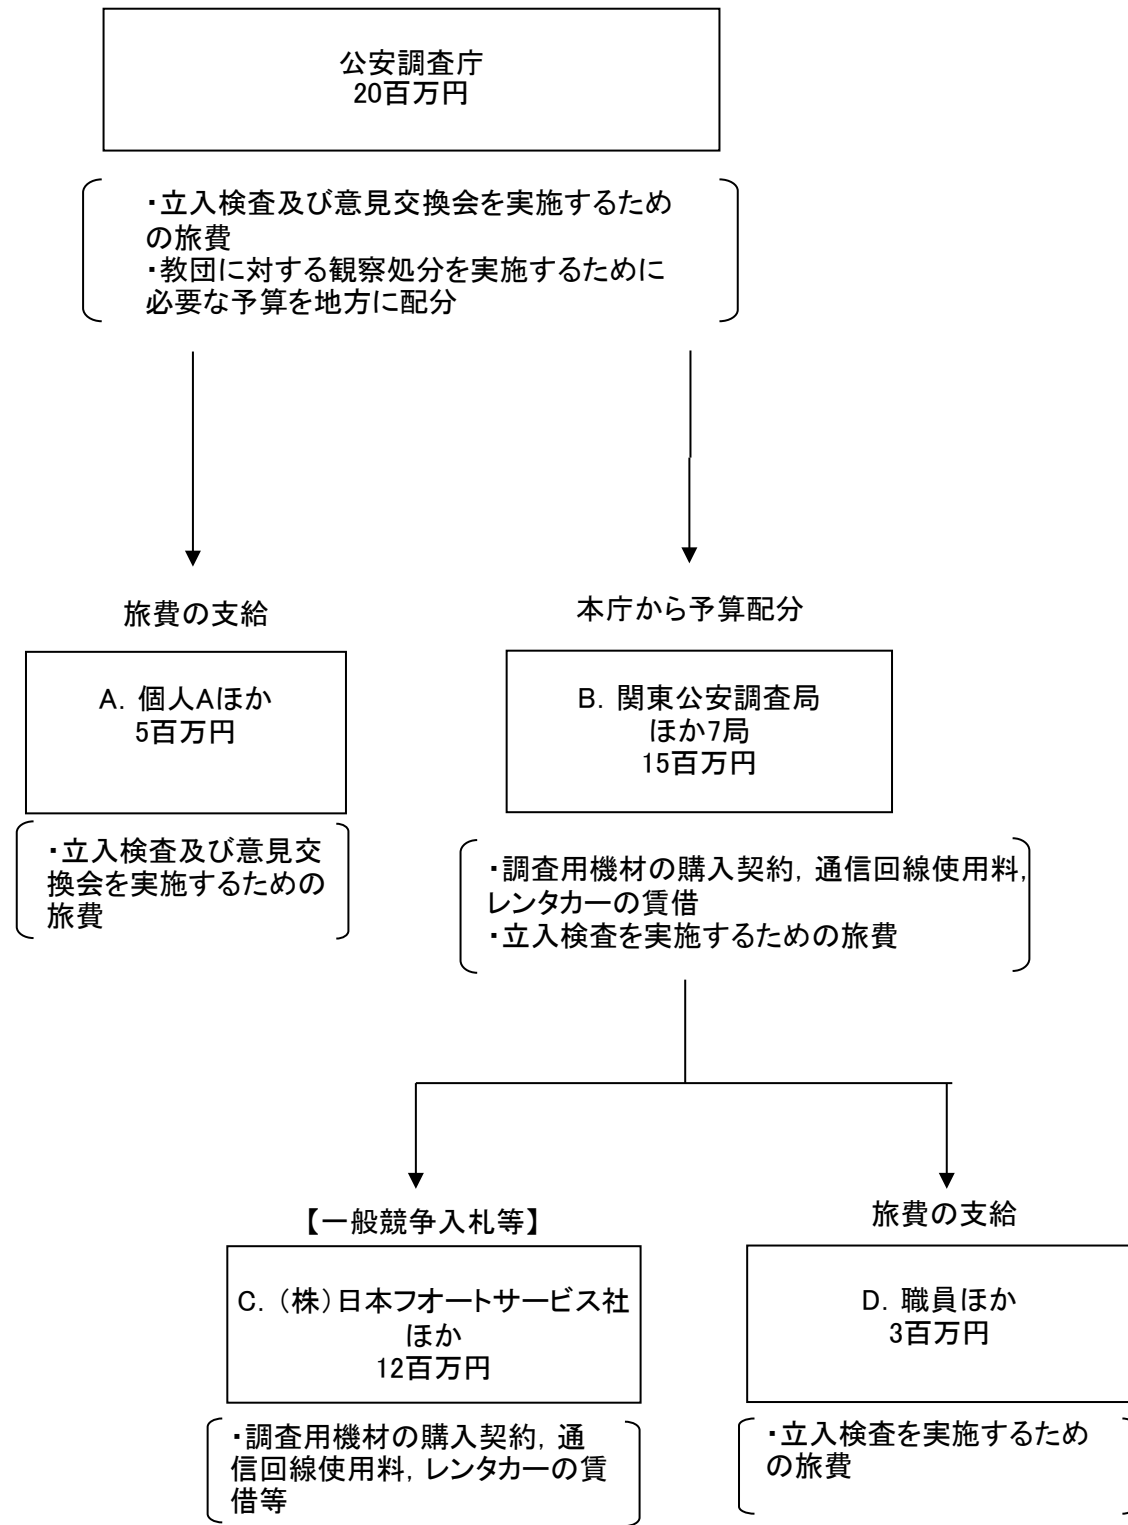 公安調査庁
20百万円
・立入検査及び意見交換会を実施するため
の旅費
・教団に対する観察処分を実施するために
必要な予算を地方に配分
旅費の支給
本庁から予算配分
A．個人Aほか
5百万円
B．関東公安調査局
ほか7局
15百万円
・立入検査及び意見交
換会を実施するための
旅費
・調査用機材の購入契約，通信回線使用料，
レンタカーの賃借
・立入検査を実施するための旅費
【一般競争入札等】
旅費の支給
C．（株）日本フオートサービス社
ほか
12百万円
D．職員ほか
3百万円
・調査用機材の購入契約，通
信回線使用料，レンタカーの賃
借等
・立入検査を実施するため
の旅費